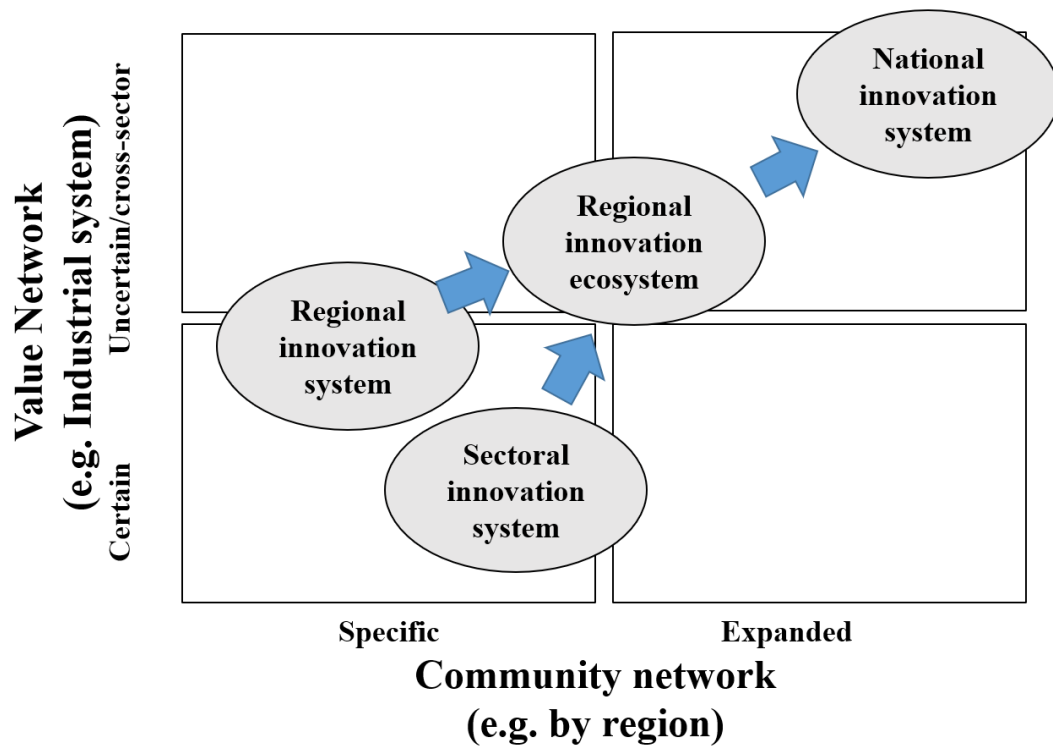 Value Network
(e.g. Industrial system)
Uncertain/cross-sector
Certain
National
innovation
system
Regional
innovation
ecosystem
Regional
innovation
system
Sectoral
innovation
system
Specific
Expanded
Community network
(e.g. by region)